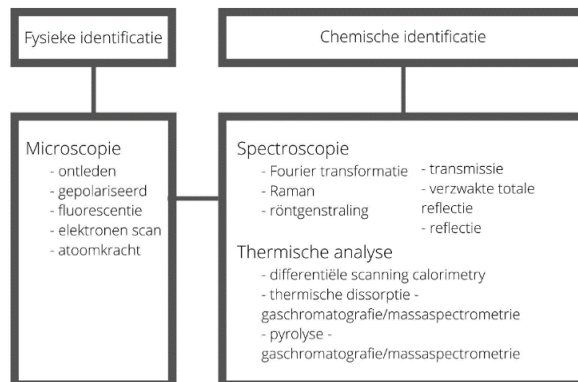 Fysieke identificatie
Chemische identificatie
Microscopie
- ontleden
- gepolariseerd
- fluorescentie
- elektronen scan
- atoomkracht
Spectroscopie
- Fourier transformatie
- Raman
- röntgenstraling
- transmissie
- verzwakte totale
reflectie
- reflectie
Thermische analyse
- differentiële scanning calorimetry
- thermische dissorptie -
gaschromatografie/massaspectrometrie
- pyrolyse -
gaschromatografie/massaspectrometrie